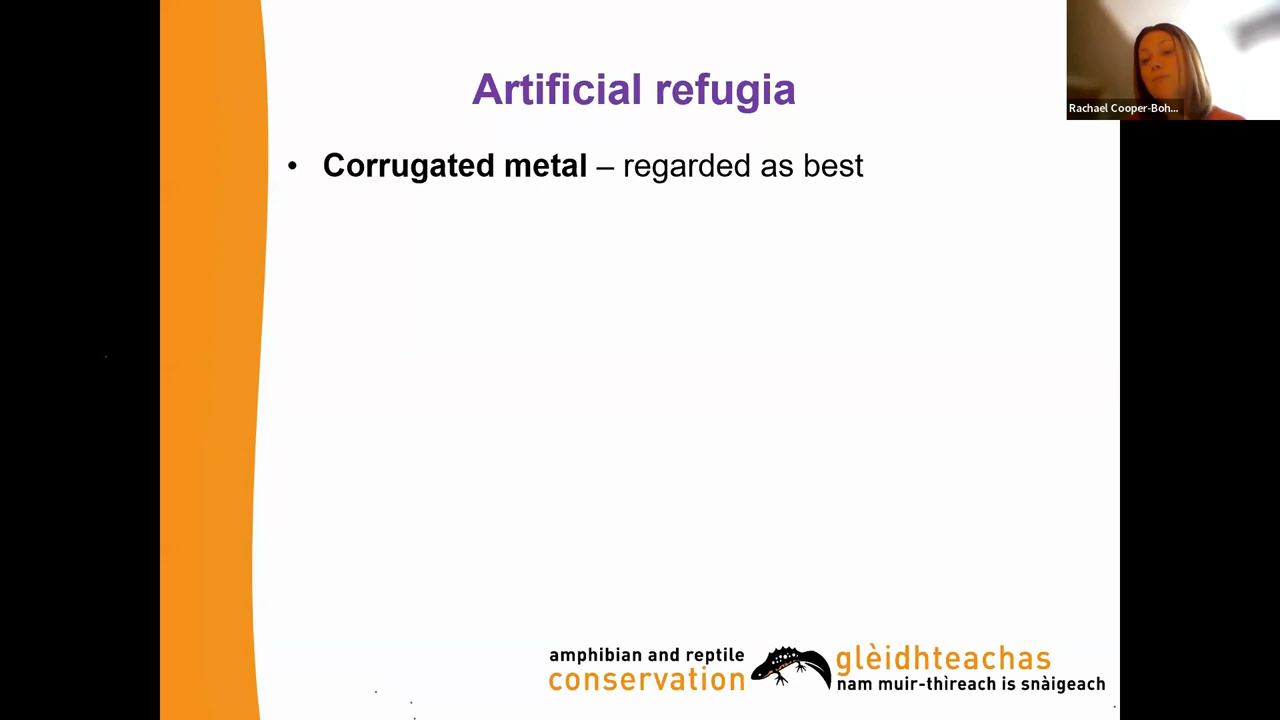 Artificial refugia
Rachael Cooper-Boh...
• Corrugated metal – regarded as best
amphibian and reptile
conservation
glèidhteachas
nam muir-thìreach is snàigeach